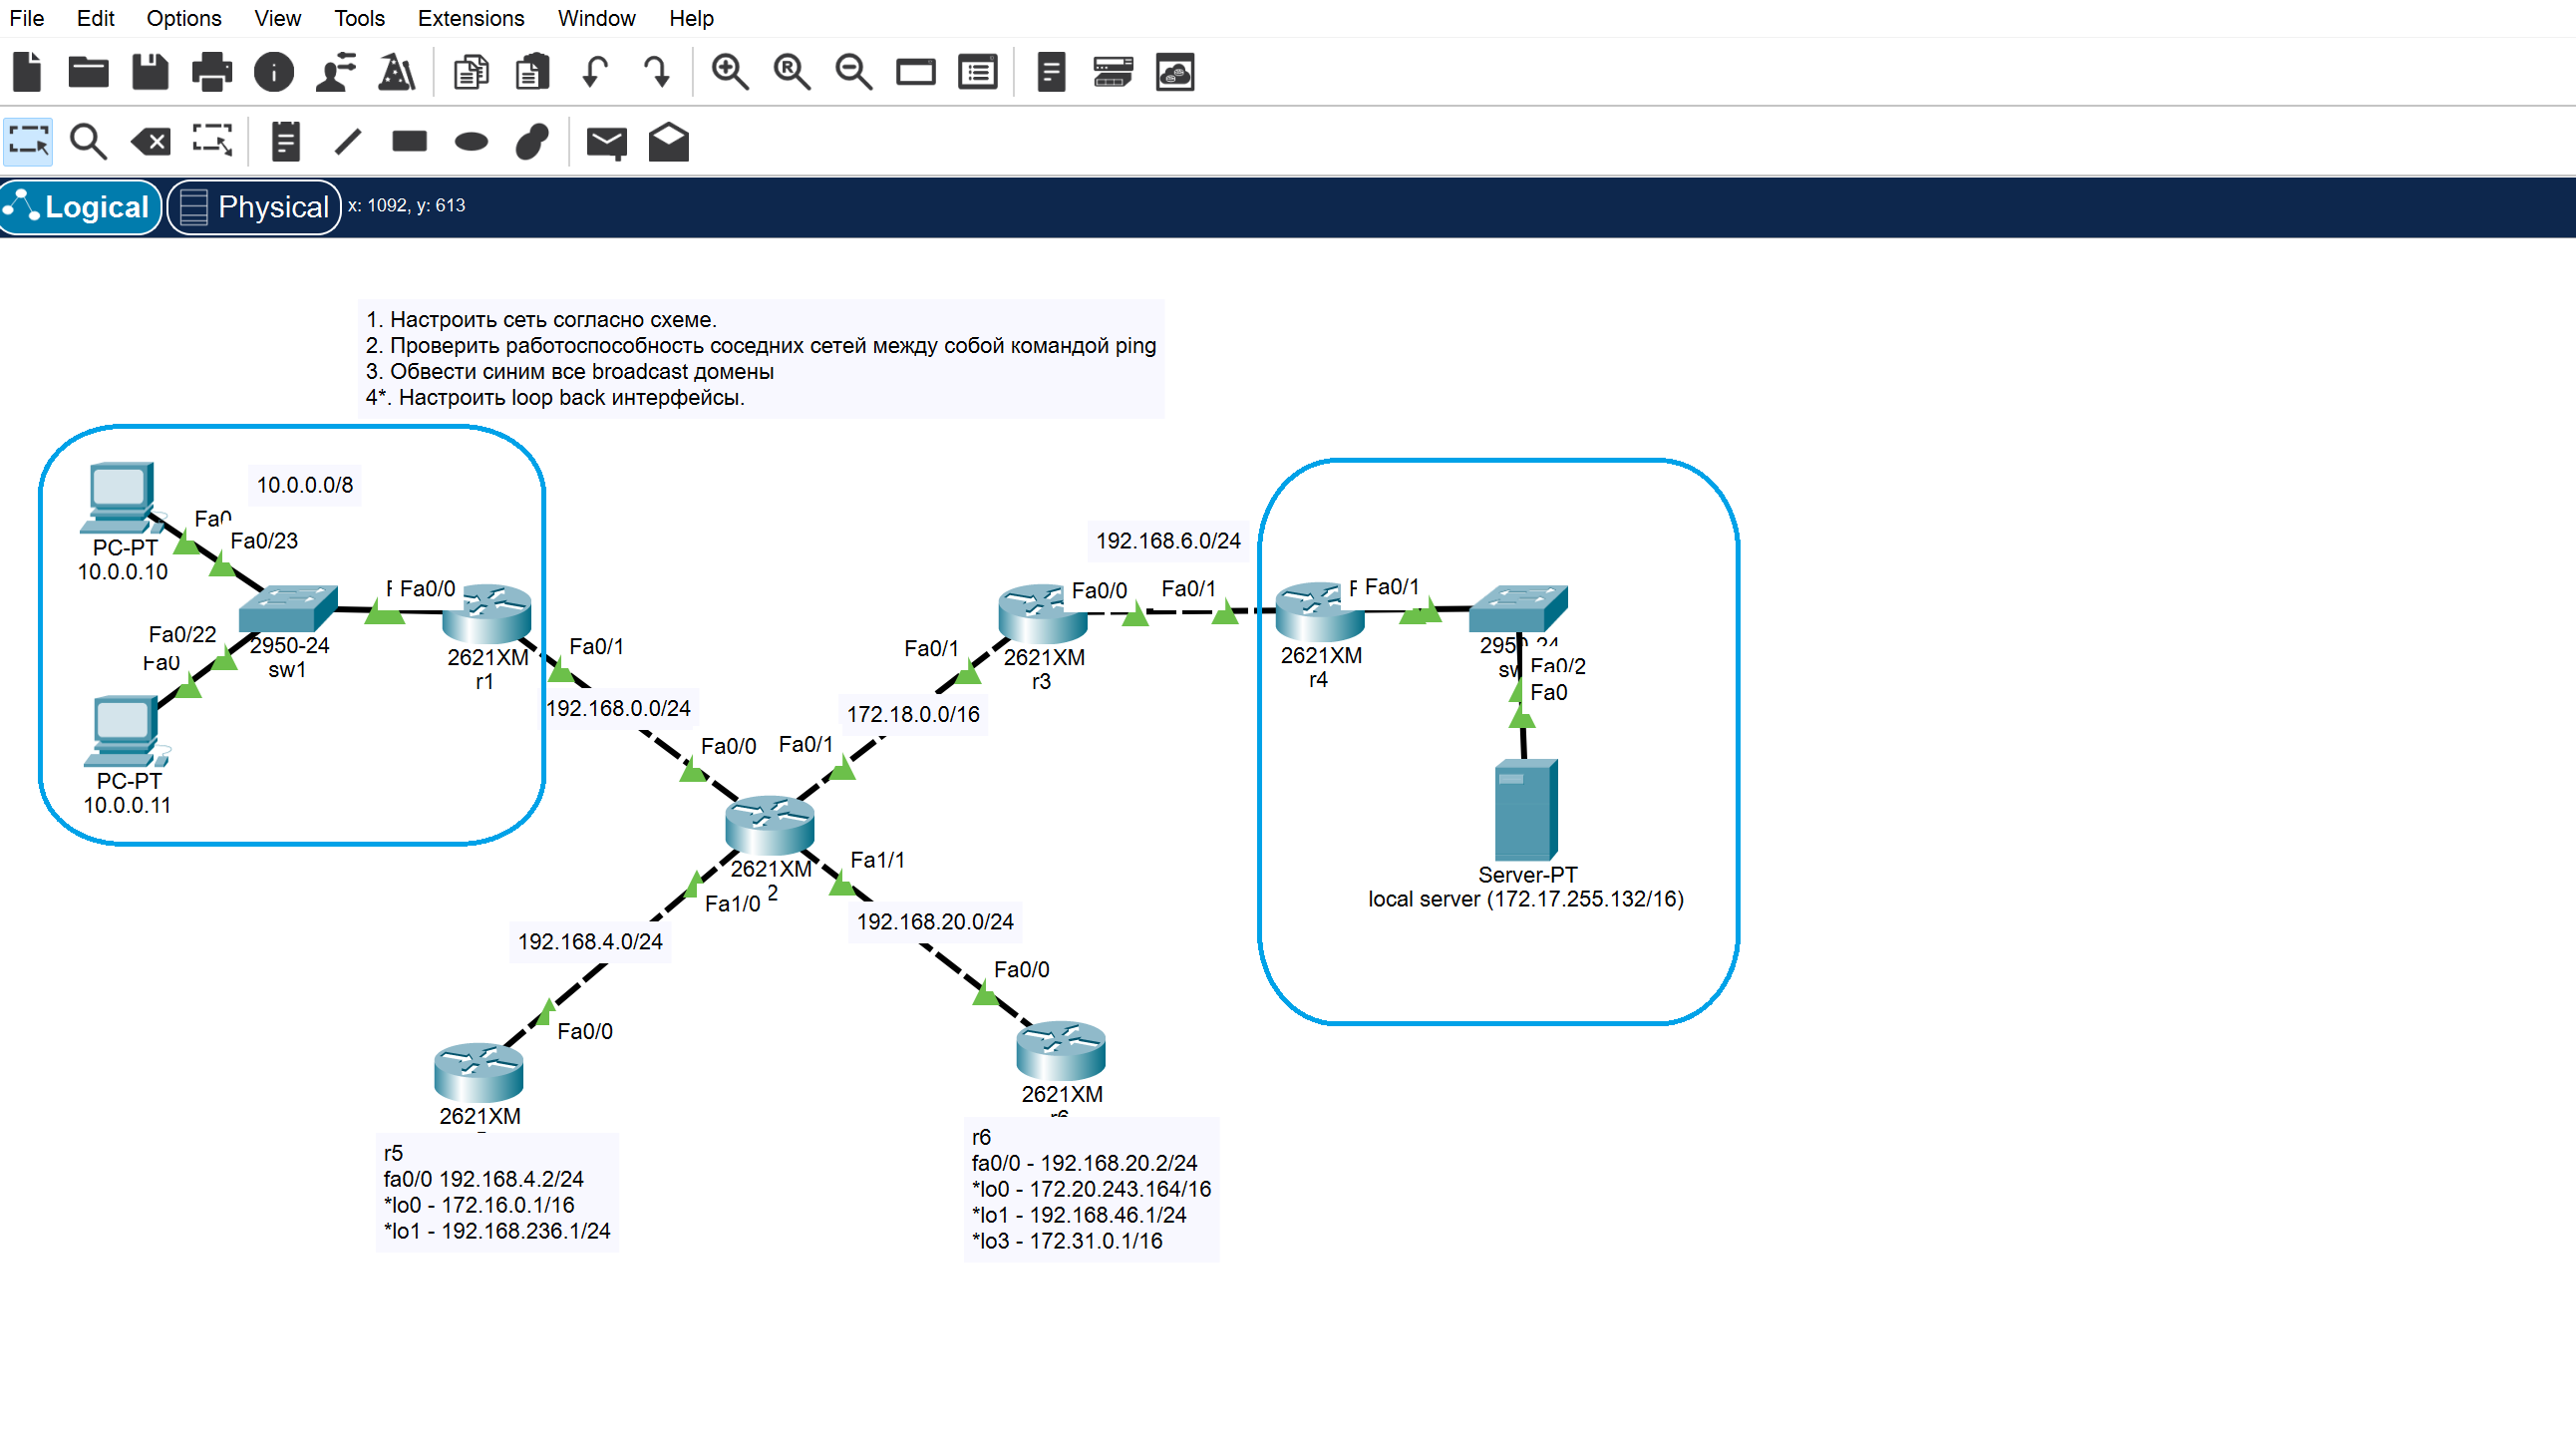 File Edit Options View Tools Extensions Window Help
Logical Physical x: 1092, y: 613
1. Настроить сеть согласно схеме.
2. Проверить работоспособность соседних сетей между собой командой ping
3. Обвести синим все broadcast домены
4*. Настроить loop back интерфейсы.
10.0.0.0/8
Fa0
Fa0/23
PC-PT
10.0.0.10
Fa0/0
Fa0/22
Fa0
2950-24
sw1
2621XM
r1
PC-PT
10.0.0.11
Fa0/1
192.168.0.0/24
Fa0/0
Fa0/1
172.18.0.0/16
Fa0/1
2621XM
r3
Fa0/0
192.168.6.0/24
Fa0/1
2621XM
r4
Fa0/1
2950-24
sw
Fa0/2
Fa0
Server-PT
local server (172.17.255.132/16)
2621XM
2
Fa1/0
Fa1/1
192.168.4.0/24
192.168.20.0/24
Fa0/0
Fa0/0
2621XM
r5
fa0/0 192.168.4.2/24
*lo0 - 172.16.0.1/16
*lo1 - 192.168.236.1/24
2621XM
r6
r6
fa0/0 - 192.168.20.2/24
*lo0 - 172.20.243.164/16
*lo1 - 192.168.46.1/24
*lo3 - 172.31.0.1/16